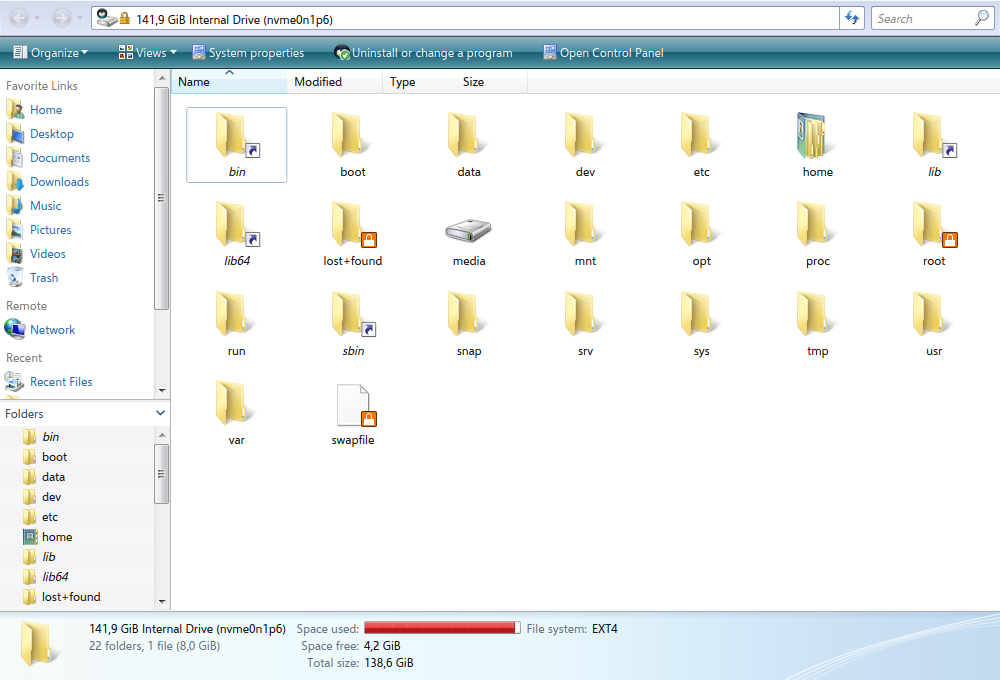 141,9 GiB Internal Drive (nvme0n1p6) Search
Organize Views System properties Uninstall or change a program Open Control Panel
Favorite Links
Home
Desktop
Documents
Downloads
Music
Pictures
Videos
Trash
Remote
Network
Recent
Recent Files
Folders
bin
boot
data
dev
etc
home
lib
lib64
lost+found
Name Modified Type Size
bin boot data dev etc home lib
lib64 lost+found media mnt opt proc root
run sbin snap srv sys tmp usr
var swapfile
141,9 GiB Internal Drive (nvme0n1p6) Space used: File system: EXT4
22 folders, 1 file (8,0 GiB) Space free: 4,2 GiB
Total size: 138,6 GiB